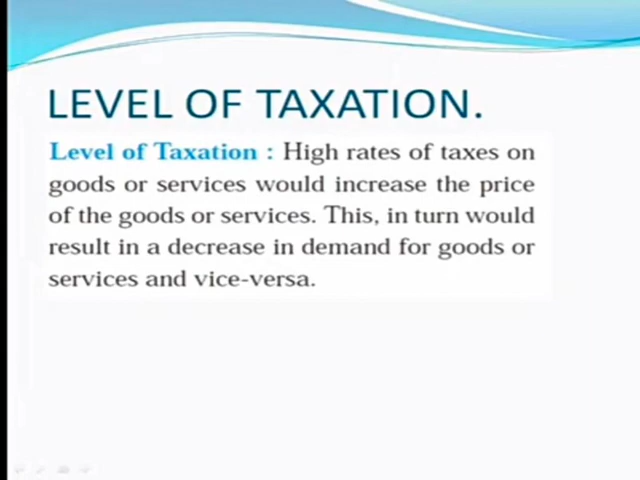 LEVEL OF TAXATION.
Level of Taxation : High rates of taxes on
goods or services would increase the price
of the goods or services. This, in turn would
result in a decrease in demand for goods or
services and vice-versa.